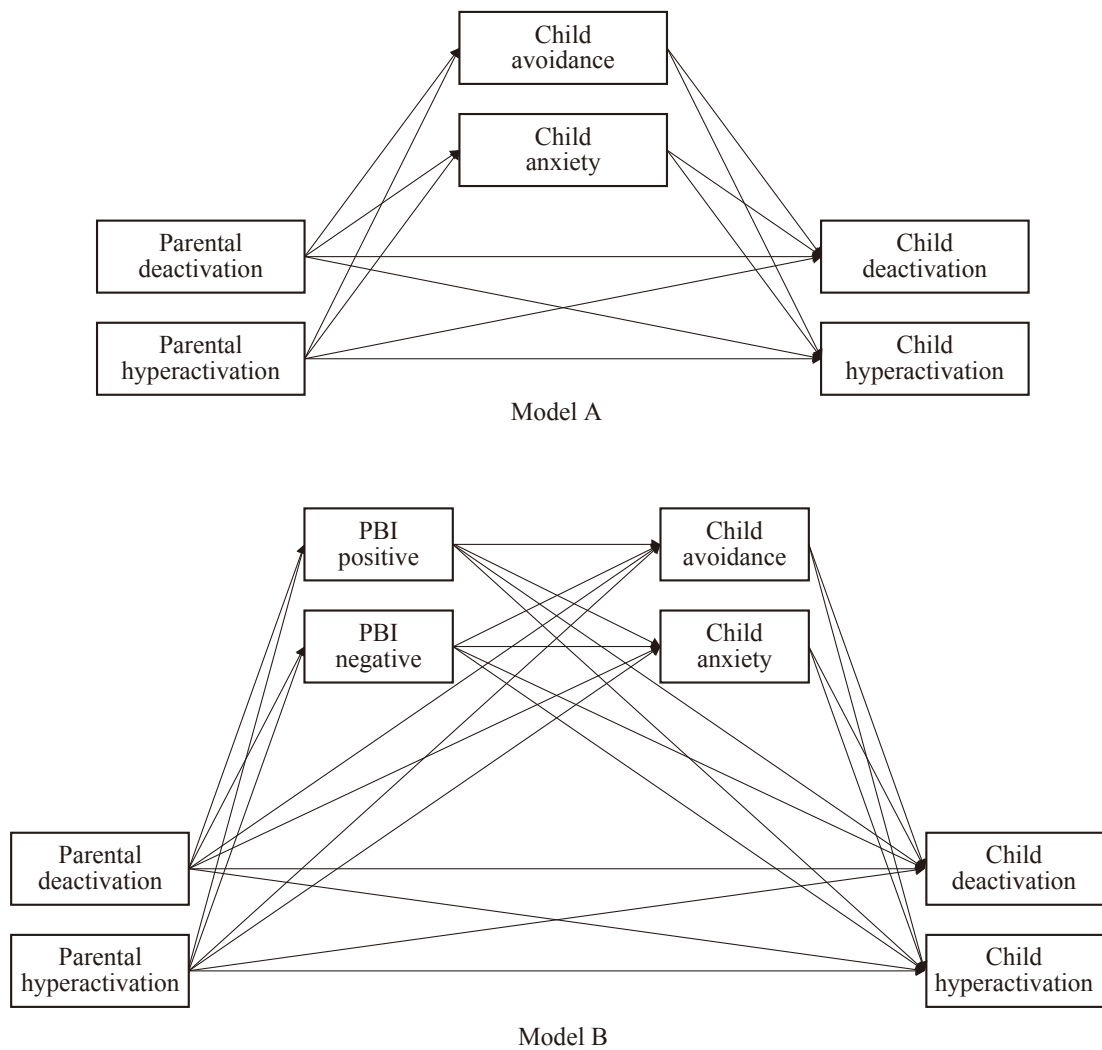 Child
avoidance
Child
anxiety
Parental
deactivation
Child
deactivation
Parental
hyperactivation
Child
hyperactivation
Model A
PBI
positive
Child
avoidance
PBI
negative
Child
anxiety
Parental
deactivation
Child
deactivation
Parental
hyperactivation
Child
hyperactivation
Model B